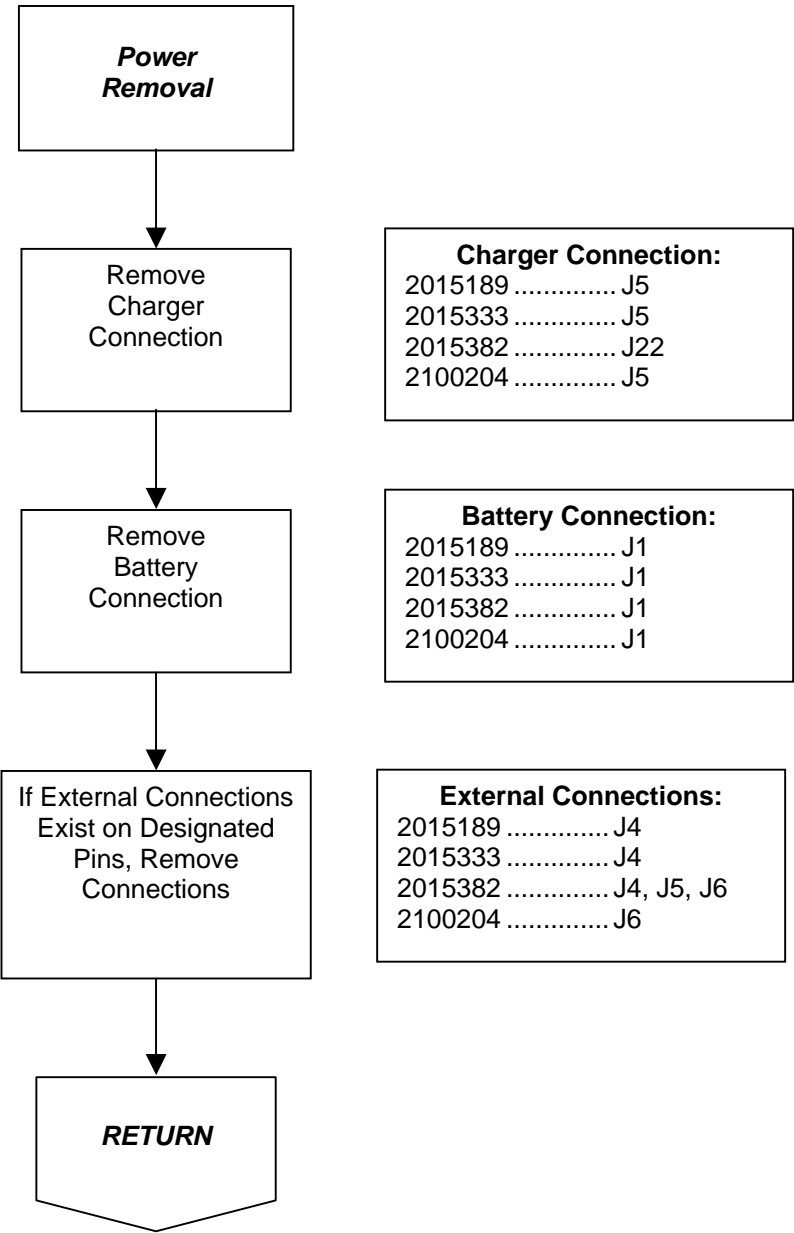 Power
Removal
Remove
Charger
Connection
Charger Connection:
2015189 .............. J5
2015333 .............. J5
2015382 .............. J22
2100204 .............. J5
Remove
Battery
Connection
Battery Connection:
2015189 .............. J1
2015333 .............. J1
2015382 .............. J1
2100204 .............. J1
If External Connections
Exist on Designated
Pins, Remove
Connections
External Connections:
2015189 .............. J4
2015333 .............. J4
2015382 .............. J4, J5, J6
2100204 .............. J6
RETURN